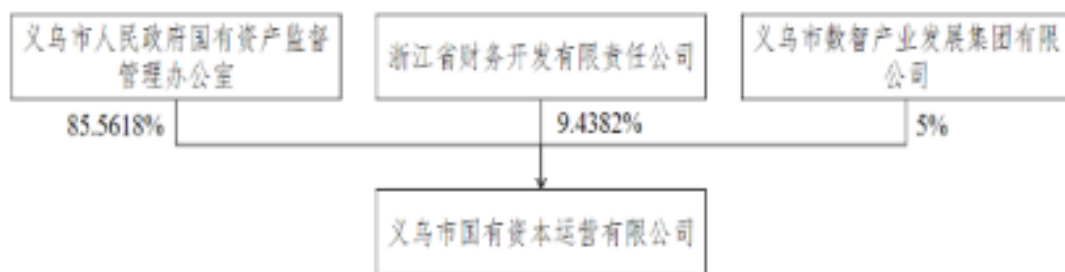 义乌市人民政府国有资产监督
管理办公室
浙江省财务开发有限责任公司
义乌市数智产业发展集团有限
公司
85.5618%
9.4382%
5%
义乌市国有资本运营有限公司